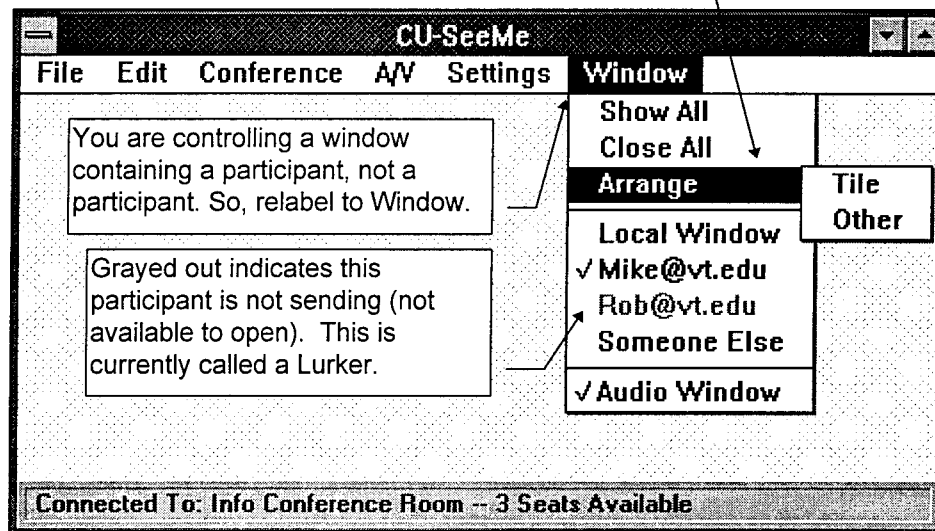 CU-SeeMe
File Edit Conference A/V Settings Window
You are controlling a window
containing a participant, not a
participant. So, relabel to Window.
Grayed out indicates this
participant is not sending (not
available to open). This is
currently called a Lurker.
Show All
Close All
Arrange
Tile
Other
Local Window
✓Mike@vt.edu
Rob@vt.edu
Someone Else
✓Audio Window
Connected To: Info Conference Room -- 3 Seats Available